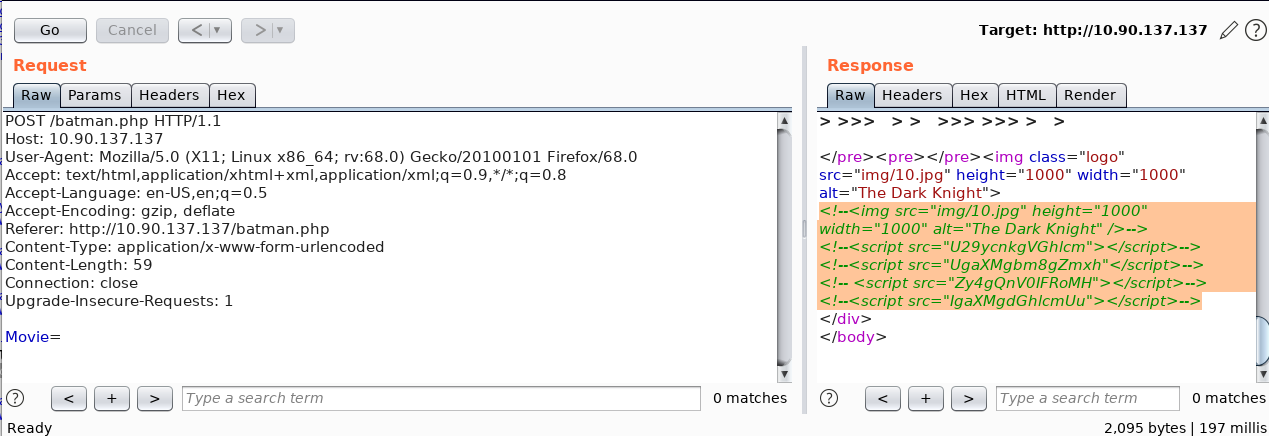 Go Cancel < > Target: http://10.90.137.137 ?
Request
Raw Params Headers Hex
POST /batman.php HTTP/1.1
Host: 10.90.137.137
User-Agent: Mozilla/5.0 (X11; Linux x86_64; rv:68.0) Gecko/20100101 Firefox/68.0
Accept: text/html,application/xhtml+xml,application/xml;q=0.9,*/*;q=0.8
Accept-Language: en-US,en;q=0.5
Accept-Encoding: gzip, deflate
Referer: http://10.90.137.137/batman.php
Content-Type: application/x-www-form-urlencoded
Content-Length: 59
Connection: close
Upgrade-Insecure-Requests: 1
Movie=
? < + > Type a search term 0 matches
Response
Raw Headers Hex HTML Render
> >>> > > >>> >>> > >
</pre><pre></pre><img class="logo"
src="img/10.jpg" height="1000" width="1000"
alt="The Dark Knight">
<!--<img src="img/10.jpg" height="1000"
width="1000" alt="The Dark Knight" />-->
<!--<script src="U29ycnkgVGhlcm"></script>-->
<!--<script src="UgaXMgbm8gZmxh"</script>-->
<!-- <script src="Zy4gQnV0IFRoMH"></script>-->
<!--<script src="IgaXMgdGhlcmUu"></script>-->
</div>
</body>
? < + > Type a search term 0 matches
Ready 2,095 bytes | 197 millis